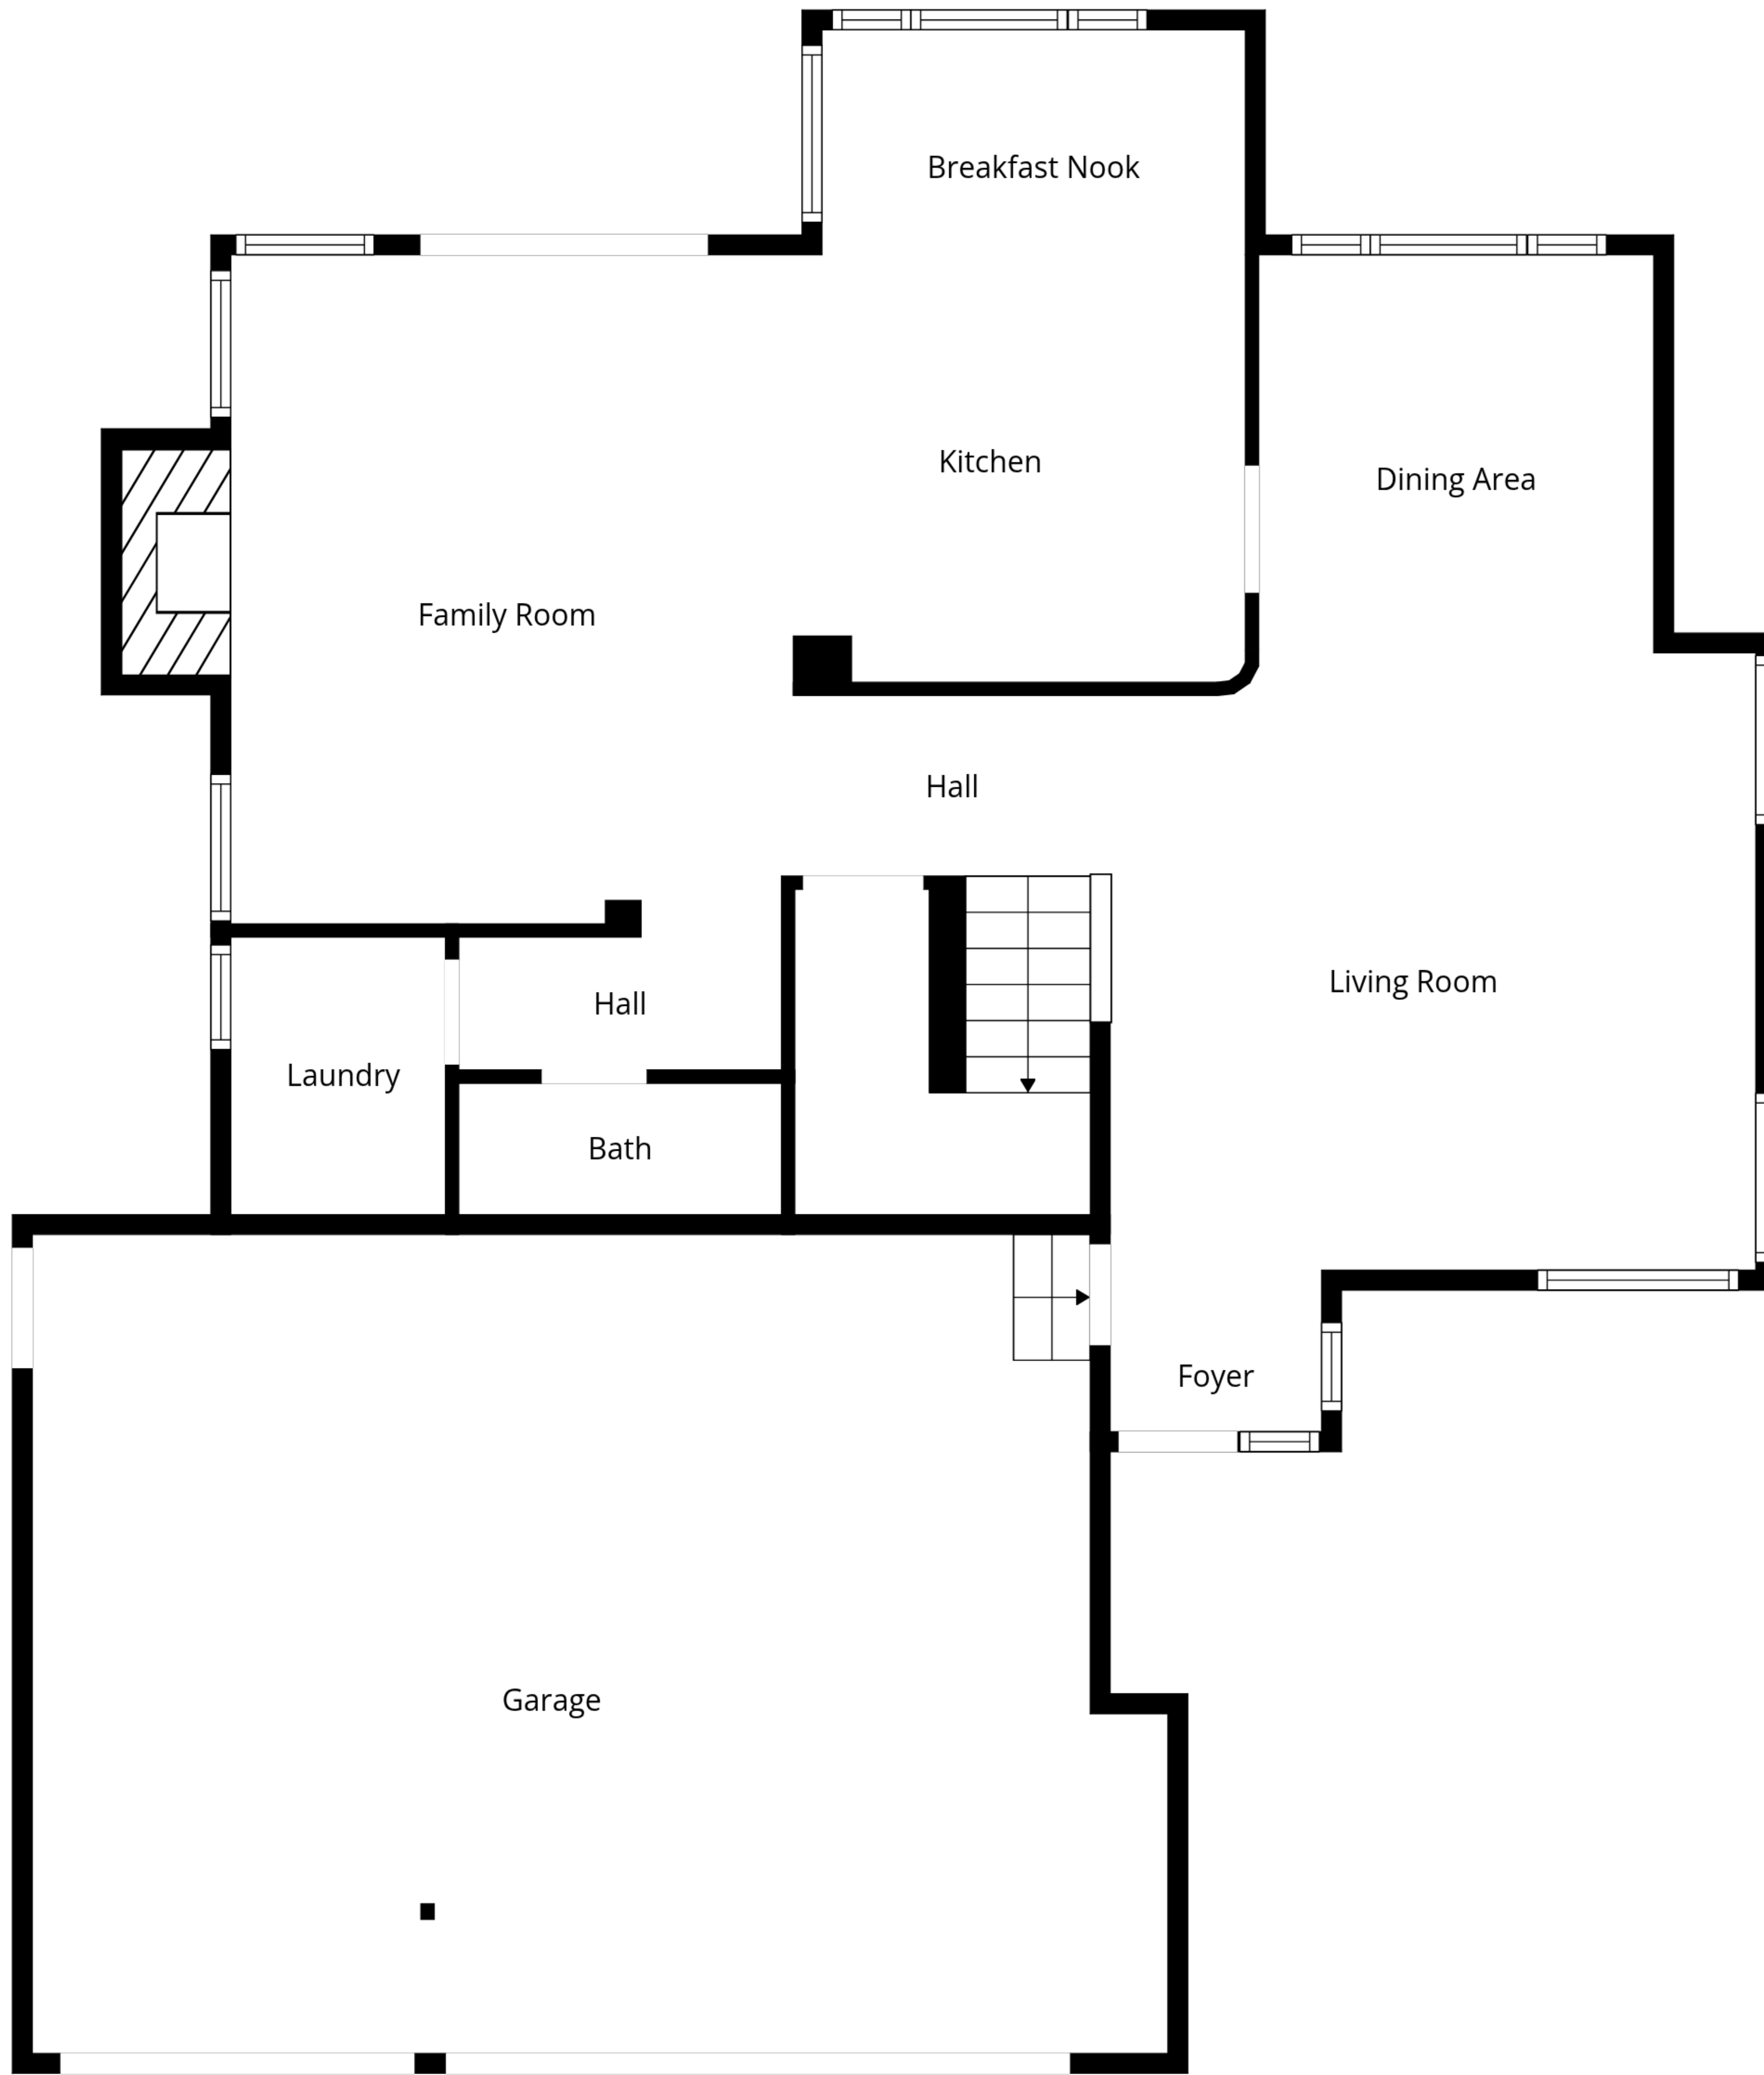 Breakfast Nook
Kitchen
Dining Area
Family Room
Hall
Living Room
Hall
Laundry
Bath
Foyer
Garage